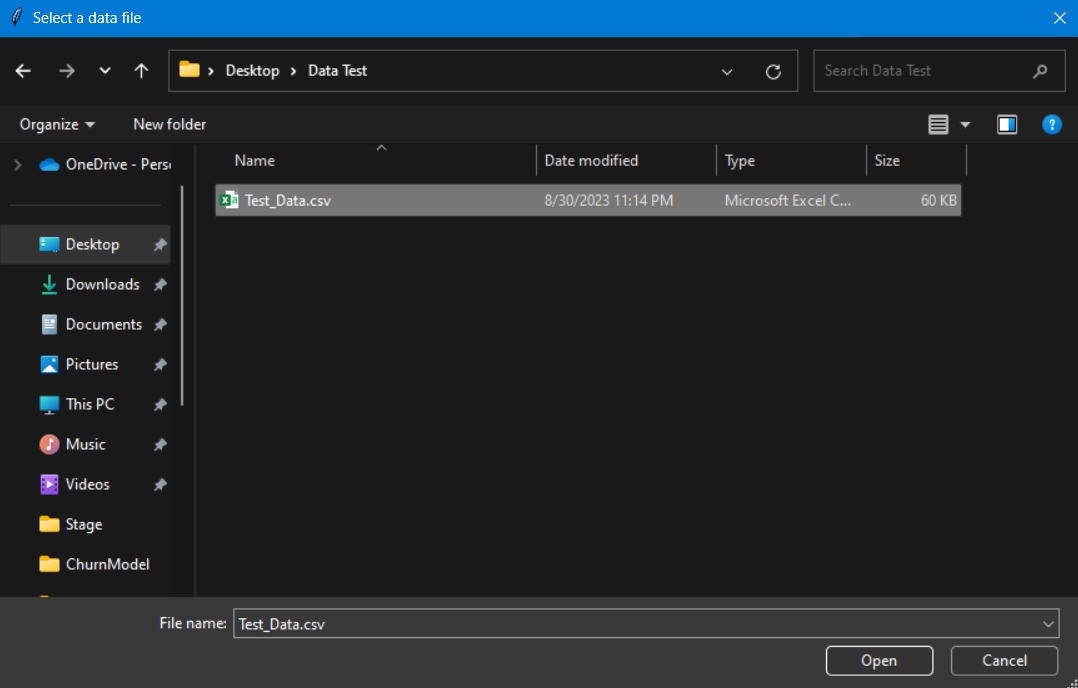 Select a data file
Desktop > Data Test
Search Data Test
Organize
New folder
?
OneDrive - Pers
Name
Date modified
Type
Size
Test_Data.csv
8/30/2023 11:14 PM
Microsoft Excel C...
60 KB
Desktop
Downloads
Documents
Pictures
This PC
Music
Videos
Stage
ChurnModel
File name:
Test_Data.csv
Open
Cancel